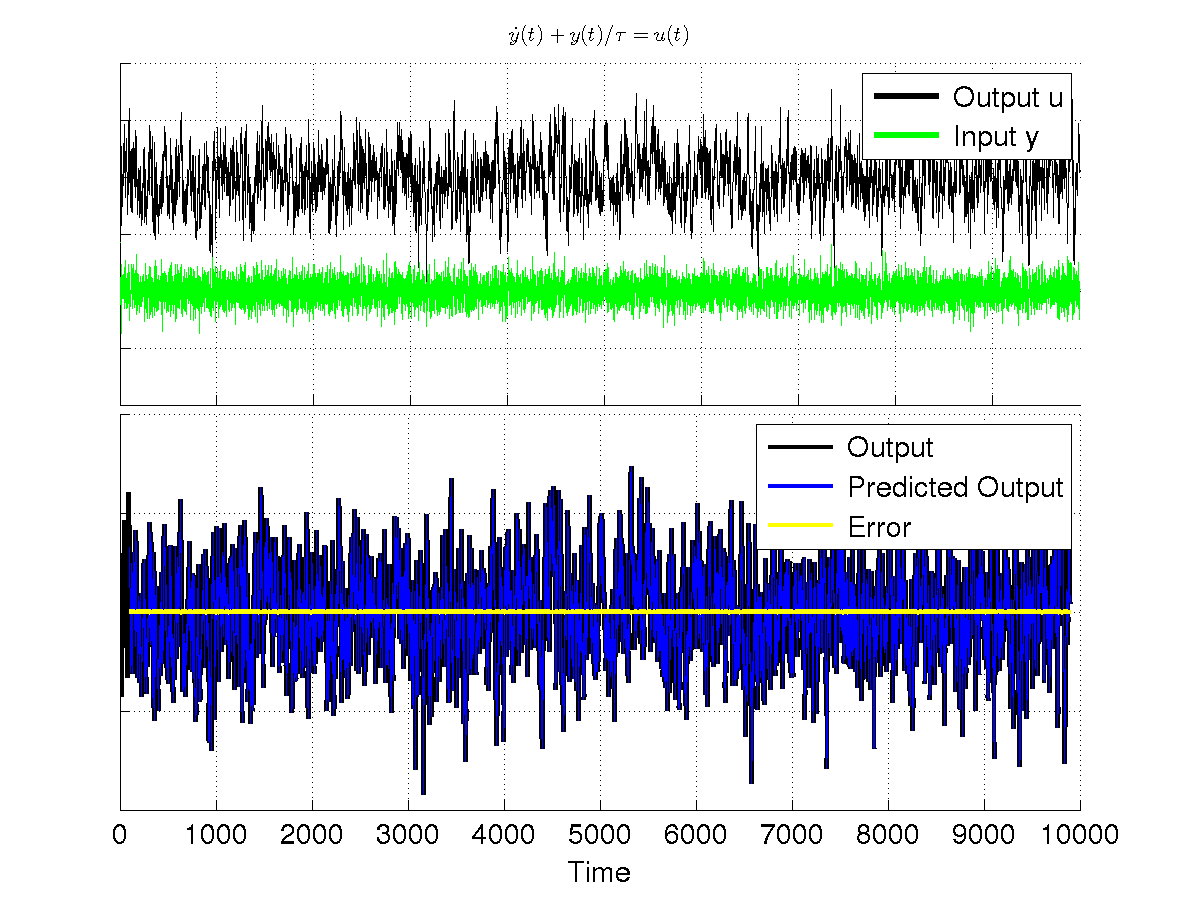 ẏ(t) + y(t)/τ = u(t)
Output u
Input y
Output
Predicted Output
Error
0 1000 2000 3000 4000 5000 6000 7000 8000 9000 10000
Time